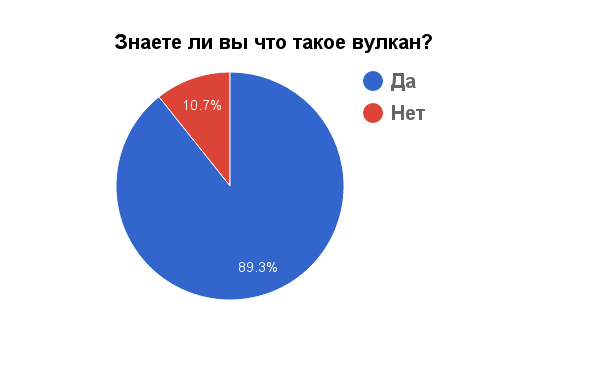 Знаете ли вы что такое вулкан?
Да
Нет
10.7%
89.3%